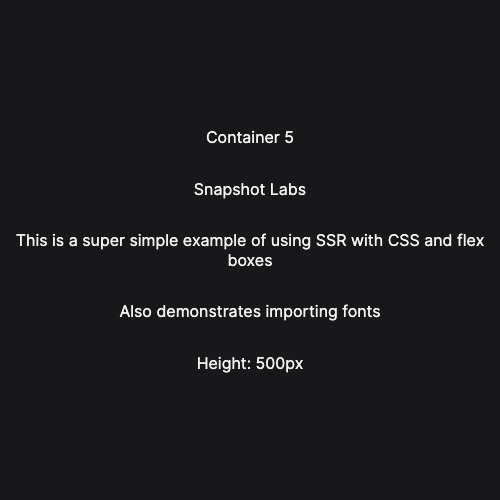 Container 5
Snapshot Labs
This is a super simple example of using SSR with CSS and flex
boxes
Also demonstrates importing fonts
Height: 500px